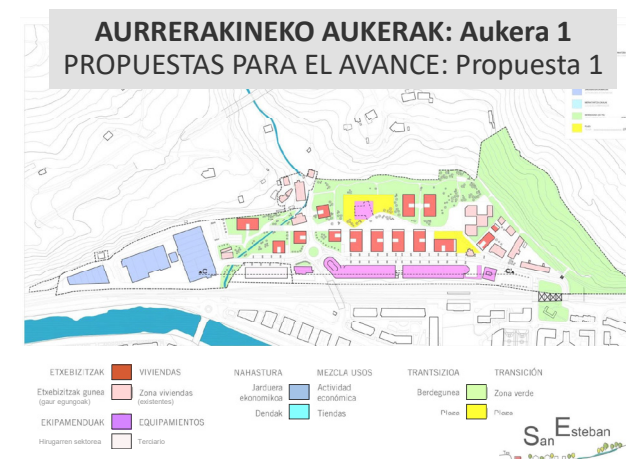 AURRERAKINEKO AUKERAK: Aukera 1
PROPUESTAS PARA EL AVANCE: Propuesta 1
ETXEBIZITZAK VIVIENDAS
Etxebizitzak gunea Zona viviendas
(gaur egungoak) (existentes)
EKIPAMENDUAK EQUIPAMIENTOS
Hirugarren sektorea Terciario
NAHASTURA MEZCLA USOS
Jarduera Actividad
ekonomikoa económica
Dendak Tiendas
TRANTSIZIOA TRANSICIÓN
Berdegunea Zona verde
Plaza Plaza
San Esteban